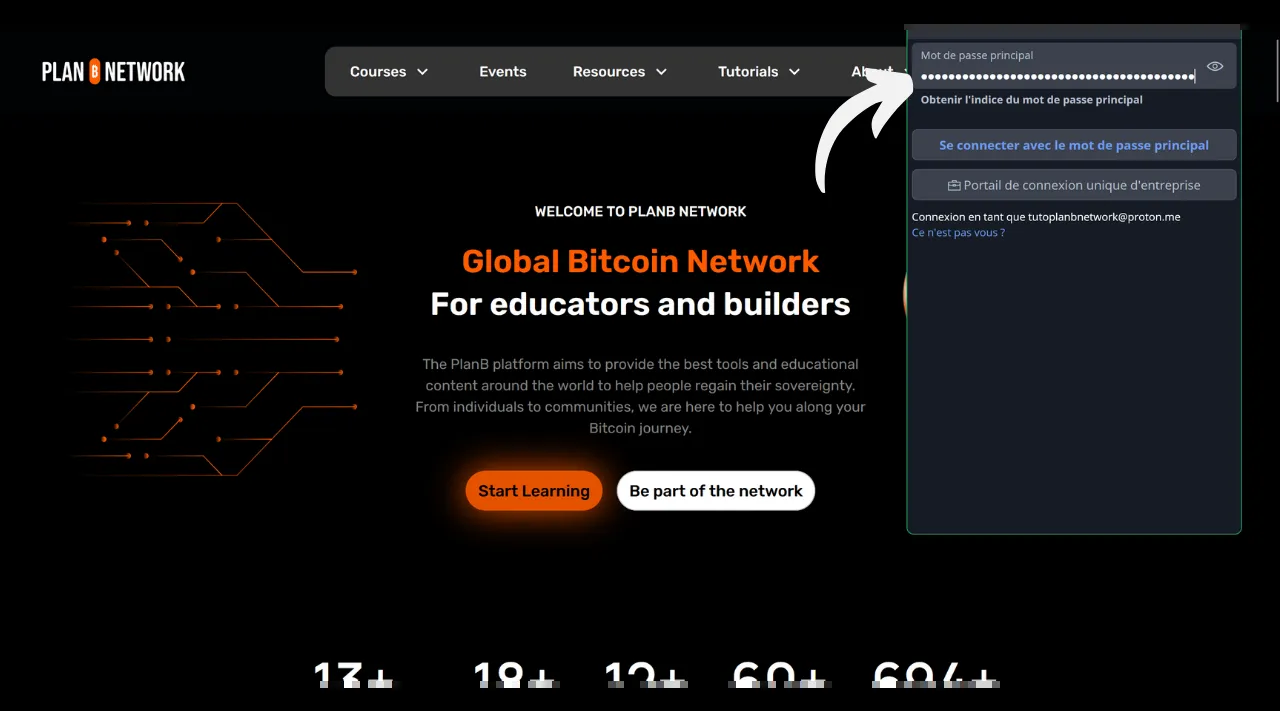 PLAN B NETWORK
Courses
Events
Resources
Tutorials
About
Mot de passe principal
Obtenir l'indice du mot de passe principal
Se connecter avec le mot de passe principal
Portail de connexion unique d'entreprise
Connexion en tant que tutoplanbnetwork@proton.me
Ce n'est pas vous ?
WELCOME TO PLANB NETWORK
Global Bitcoin Network
For educators and builders
The PlanB platform aims to provide the best tools and educational
content around the world to help people regain their sovereignty.
From individuals to communities, we are here to help you along your
Bitcoin journey.
Start Learning
Be part of the network